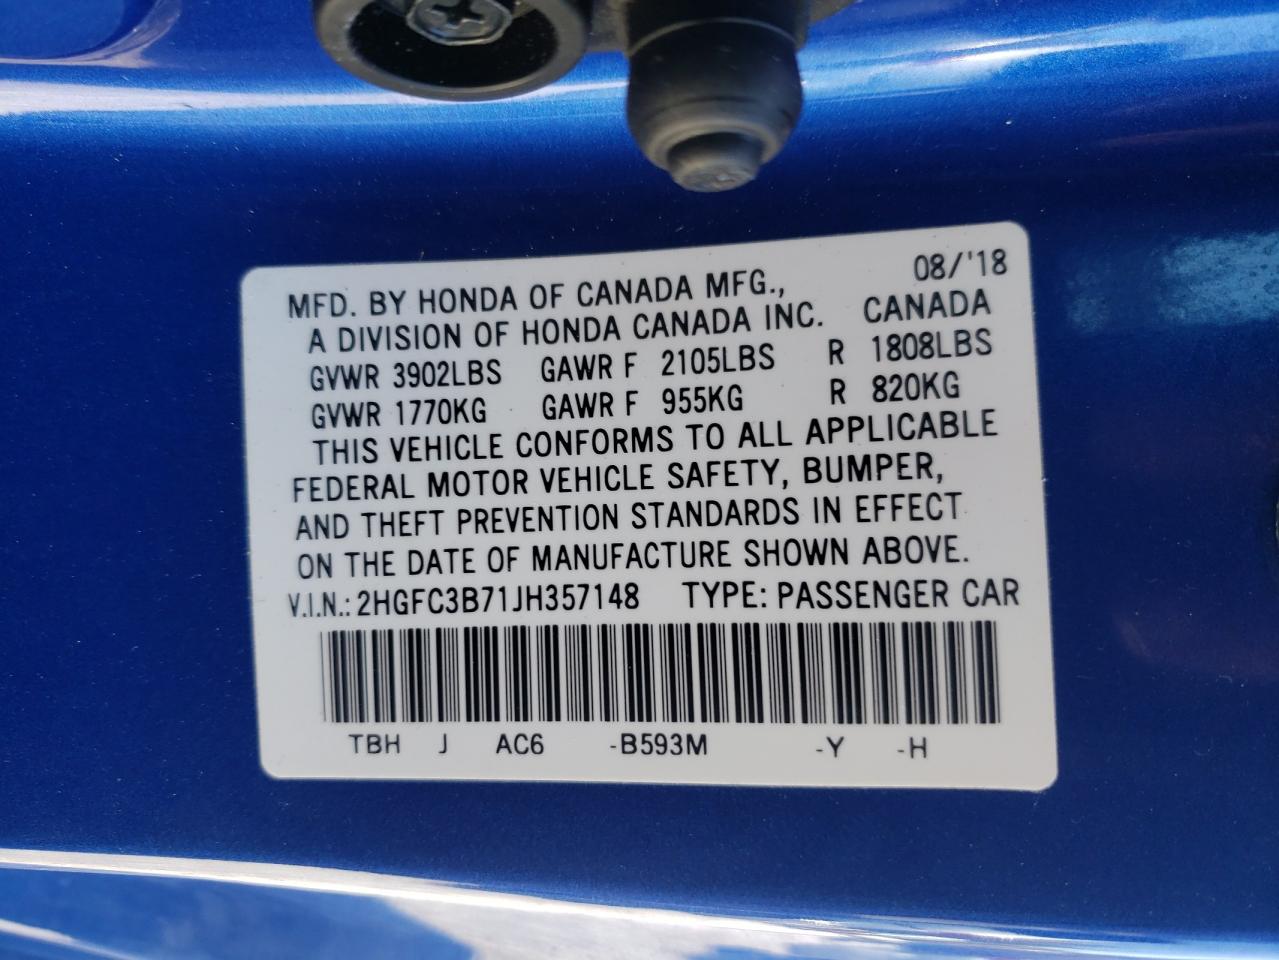 08/'18
MFD. BY HONDA OF CANADA MFG.,
A DIVISION OF HONDA CANADA INC. CANADA
GVWR 3902LBS GAWR F 2105LBS R 1808LBS
GVWR 1770KG GAWR F 955KG R 820KG
THIS VEHICLE CONFORMS TO ALL APPLICABLE
FEDERAL MOTOR VEHICLE SAFETY, BUMPER,
AND THEFT PREVENTION STANDARDS IN EFFECT
ON THE DATE OF MANUFACTURE SHOWN ABOVE.
V.I.N.: 2HGFC3B71JH357148 TYPE: PASSENGER CAR
TBH J AC6 -B593M -Y -H